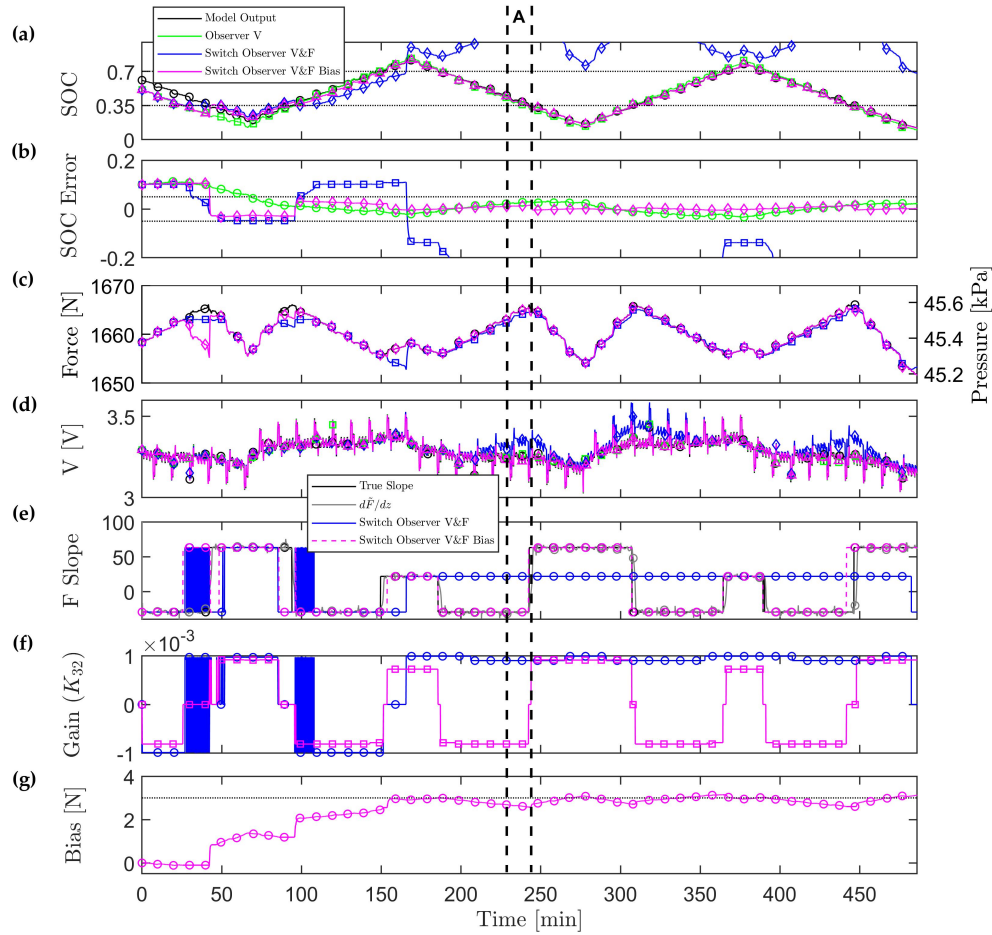 A
Model Output
Observer V
Switch Observer V&F
Switch Observer V&F Bias
(a)
SOC
0.7
0.35
0
(b)
SOC Error
0.2
0
-0.2
(c)
Force [N]
1670
1660
1650
Pressure [kPa]
45.6
45.4
45.2
(d)
V [V]
3.5
3
True Slope
dF̃/dz
Switch Observer V&F
Switch Observer V&F Bias
(e)
F Slope
100
50
0
(f)
×10⁻³
Gain (K₃₂)
1
0
-1
(g)
Bias [N]
4
2
0
0 50 100 150 200 250 300 350 400 450
Time [min]